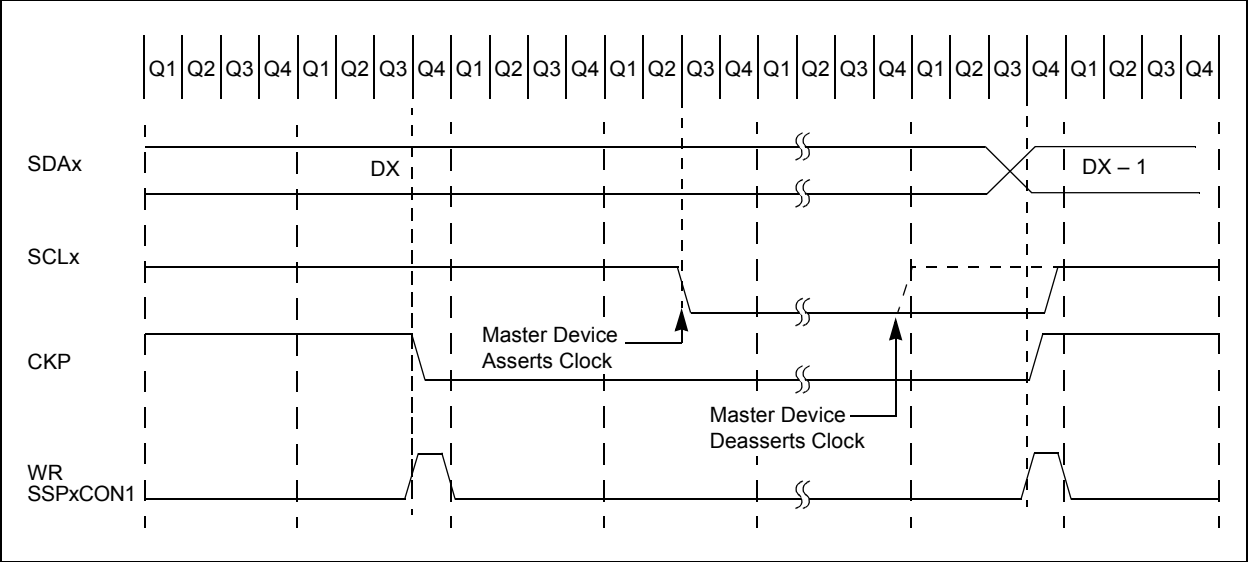 Q1 Q2 Q3 Q4 Q1 Q2 Q3 Q4 Q1 Q2 Q3 Q4 Q1 Q2 Q3 Q4 Q1 Q2 Q3 Q4 Q1 Q2 Q3 Q4 Q1 Q2 Q3 Q4
SDAx
DX
DX – 1
SCLx
Master Device
Asserts Clock
CKP
Master Device
Deasserts Clock
WR
SSPxCON1